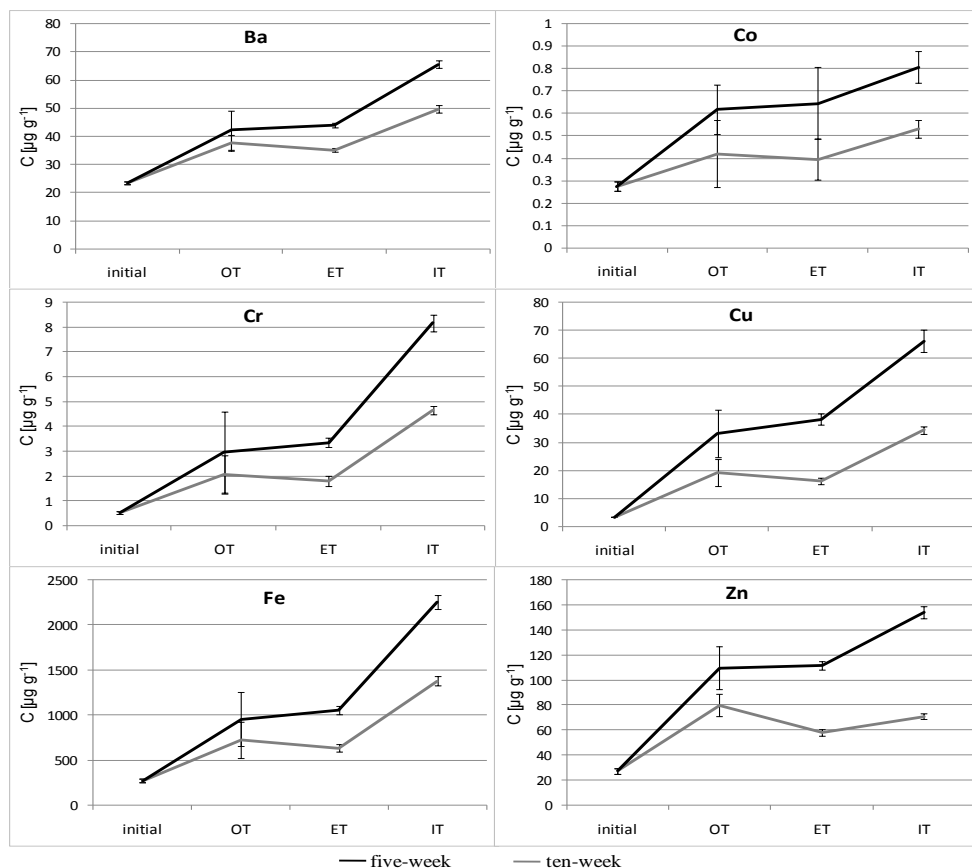 Ba
C [µg g-1]
80
70
60
50
40
30
20
10
0
initial OT ET IT
Co
C [µg g-1]
1
0.9
0.8
0.7
0.6
0.5
0.4
0.3
0.2
0.1
0
initial OT ET IT
Cr
C [µg g-1]
9
8
7
6
5
4
3
2
1
0
initial OT ET IT
Cu
C [µg g-1]
80
70
60
50
40
30
20
10
0
initial OT ET IT
Fe
C [µg g-1]
2500
2000
1500
1000
500
0
initial OT ET IT
Zn
C [µg g-1]
180
160
140
120
100
80
60
40
20
0
initial OT ET IT
five-week ten-week